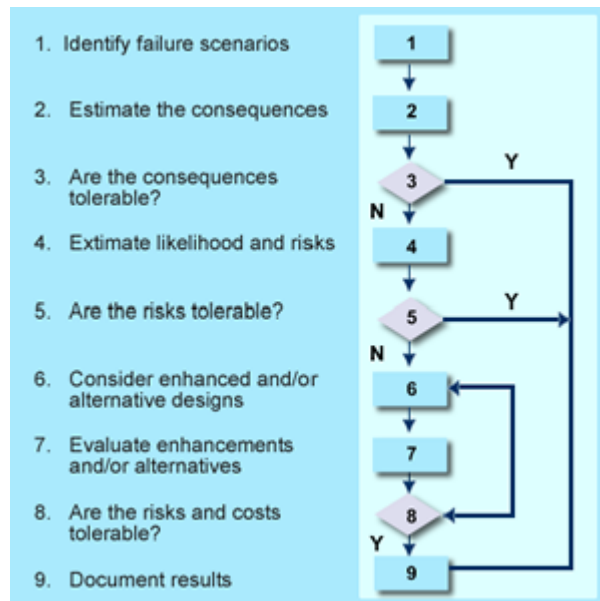 1. Identify failure scenarios
1
2. Estimate the consequences
2
3. Are the consequences
tolerable?
3
Y
N
4. Extimate likelihood and risks
4
5. Are the risks tolerable?
5
Y
N
6. Consider enhanced and/or
alternative designs
6
7. Evaluate enhancements
and/or alternatives
7
8. Are the risks and costs
tolerable?
8
Y
9. Document results
9